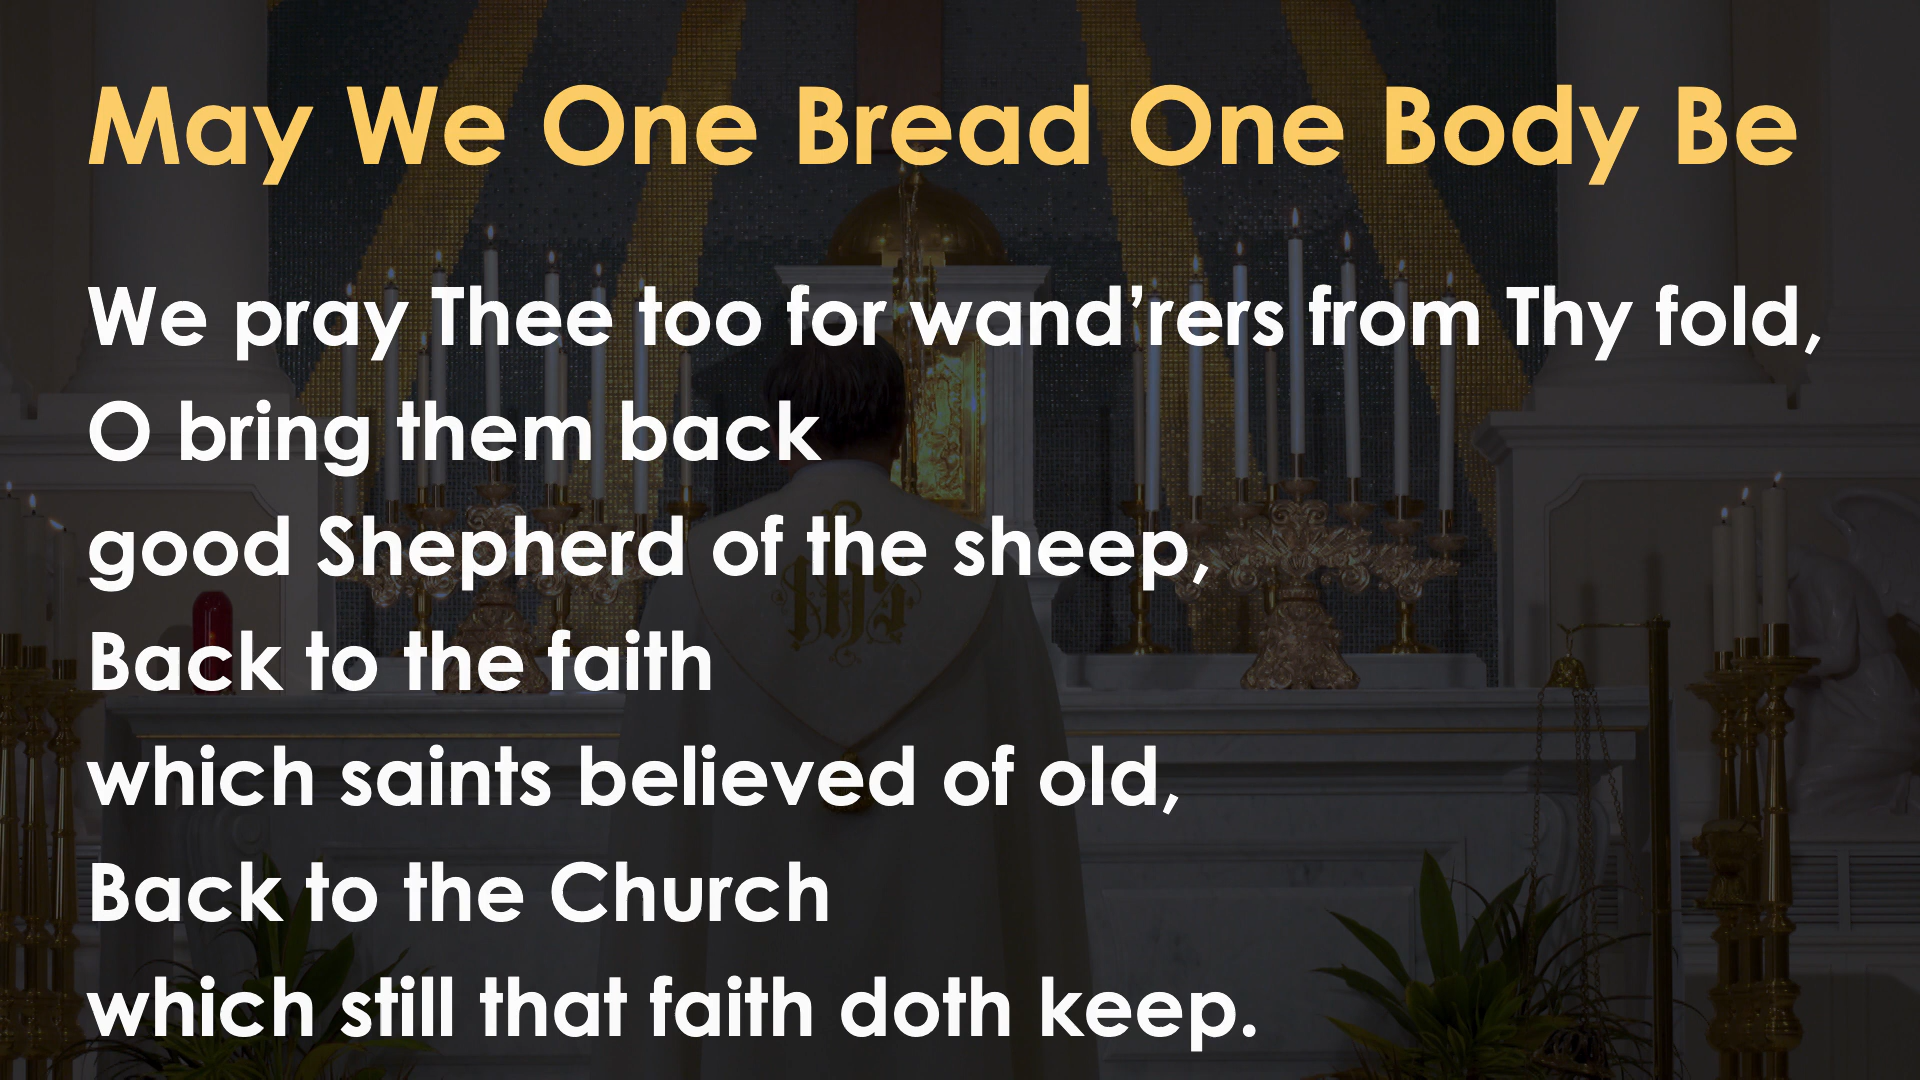 May We One Bread One Body Be
We pray Thee too for wand’rers from Thy fold,
O bring them back
good Shepherd of the sheep,
Back to the faith
which saints believed of old,
Back to the Church
which still that faith doth keep.
IHS